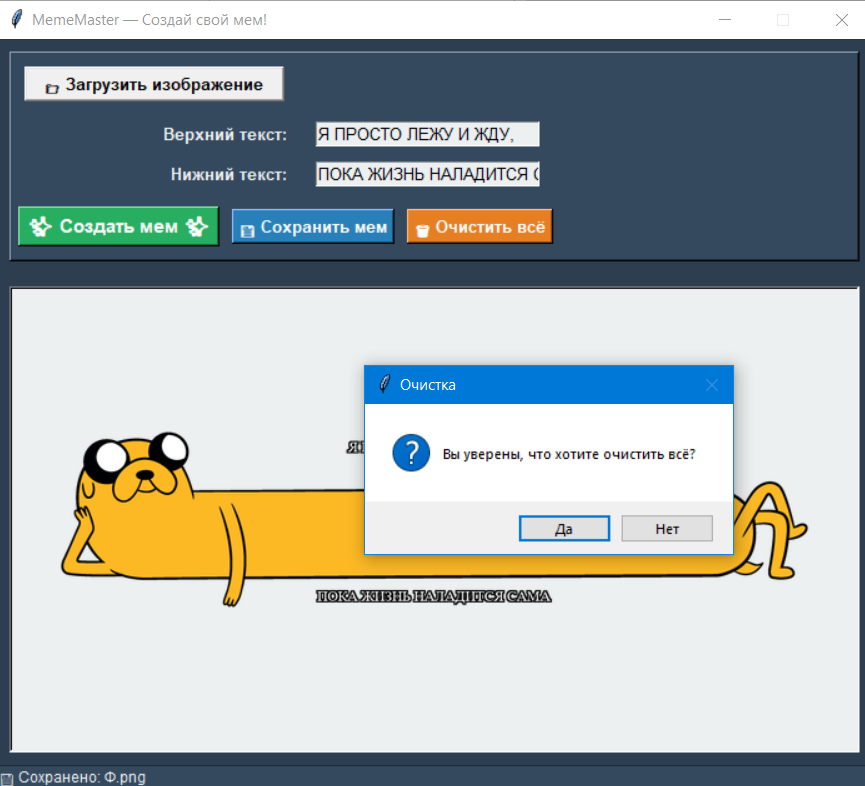 MemeMaster — Создай свой мем!
Загрузить изображение
Верхний текст: Я ПРОСТО ЛЕЖУ И ЖДУ,
Нижний текст: ПОКА ЖИЗНЬ НАЛАДИТСЯ
Создать мем Сохранить мем Очистить всё
Очистка
Вы уверены, что хотите очистить всё?
Да Нет
ПОКА ЖИЗНЬ НАЛАДИТСЯ САМА
Сохранено: Ф.png